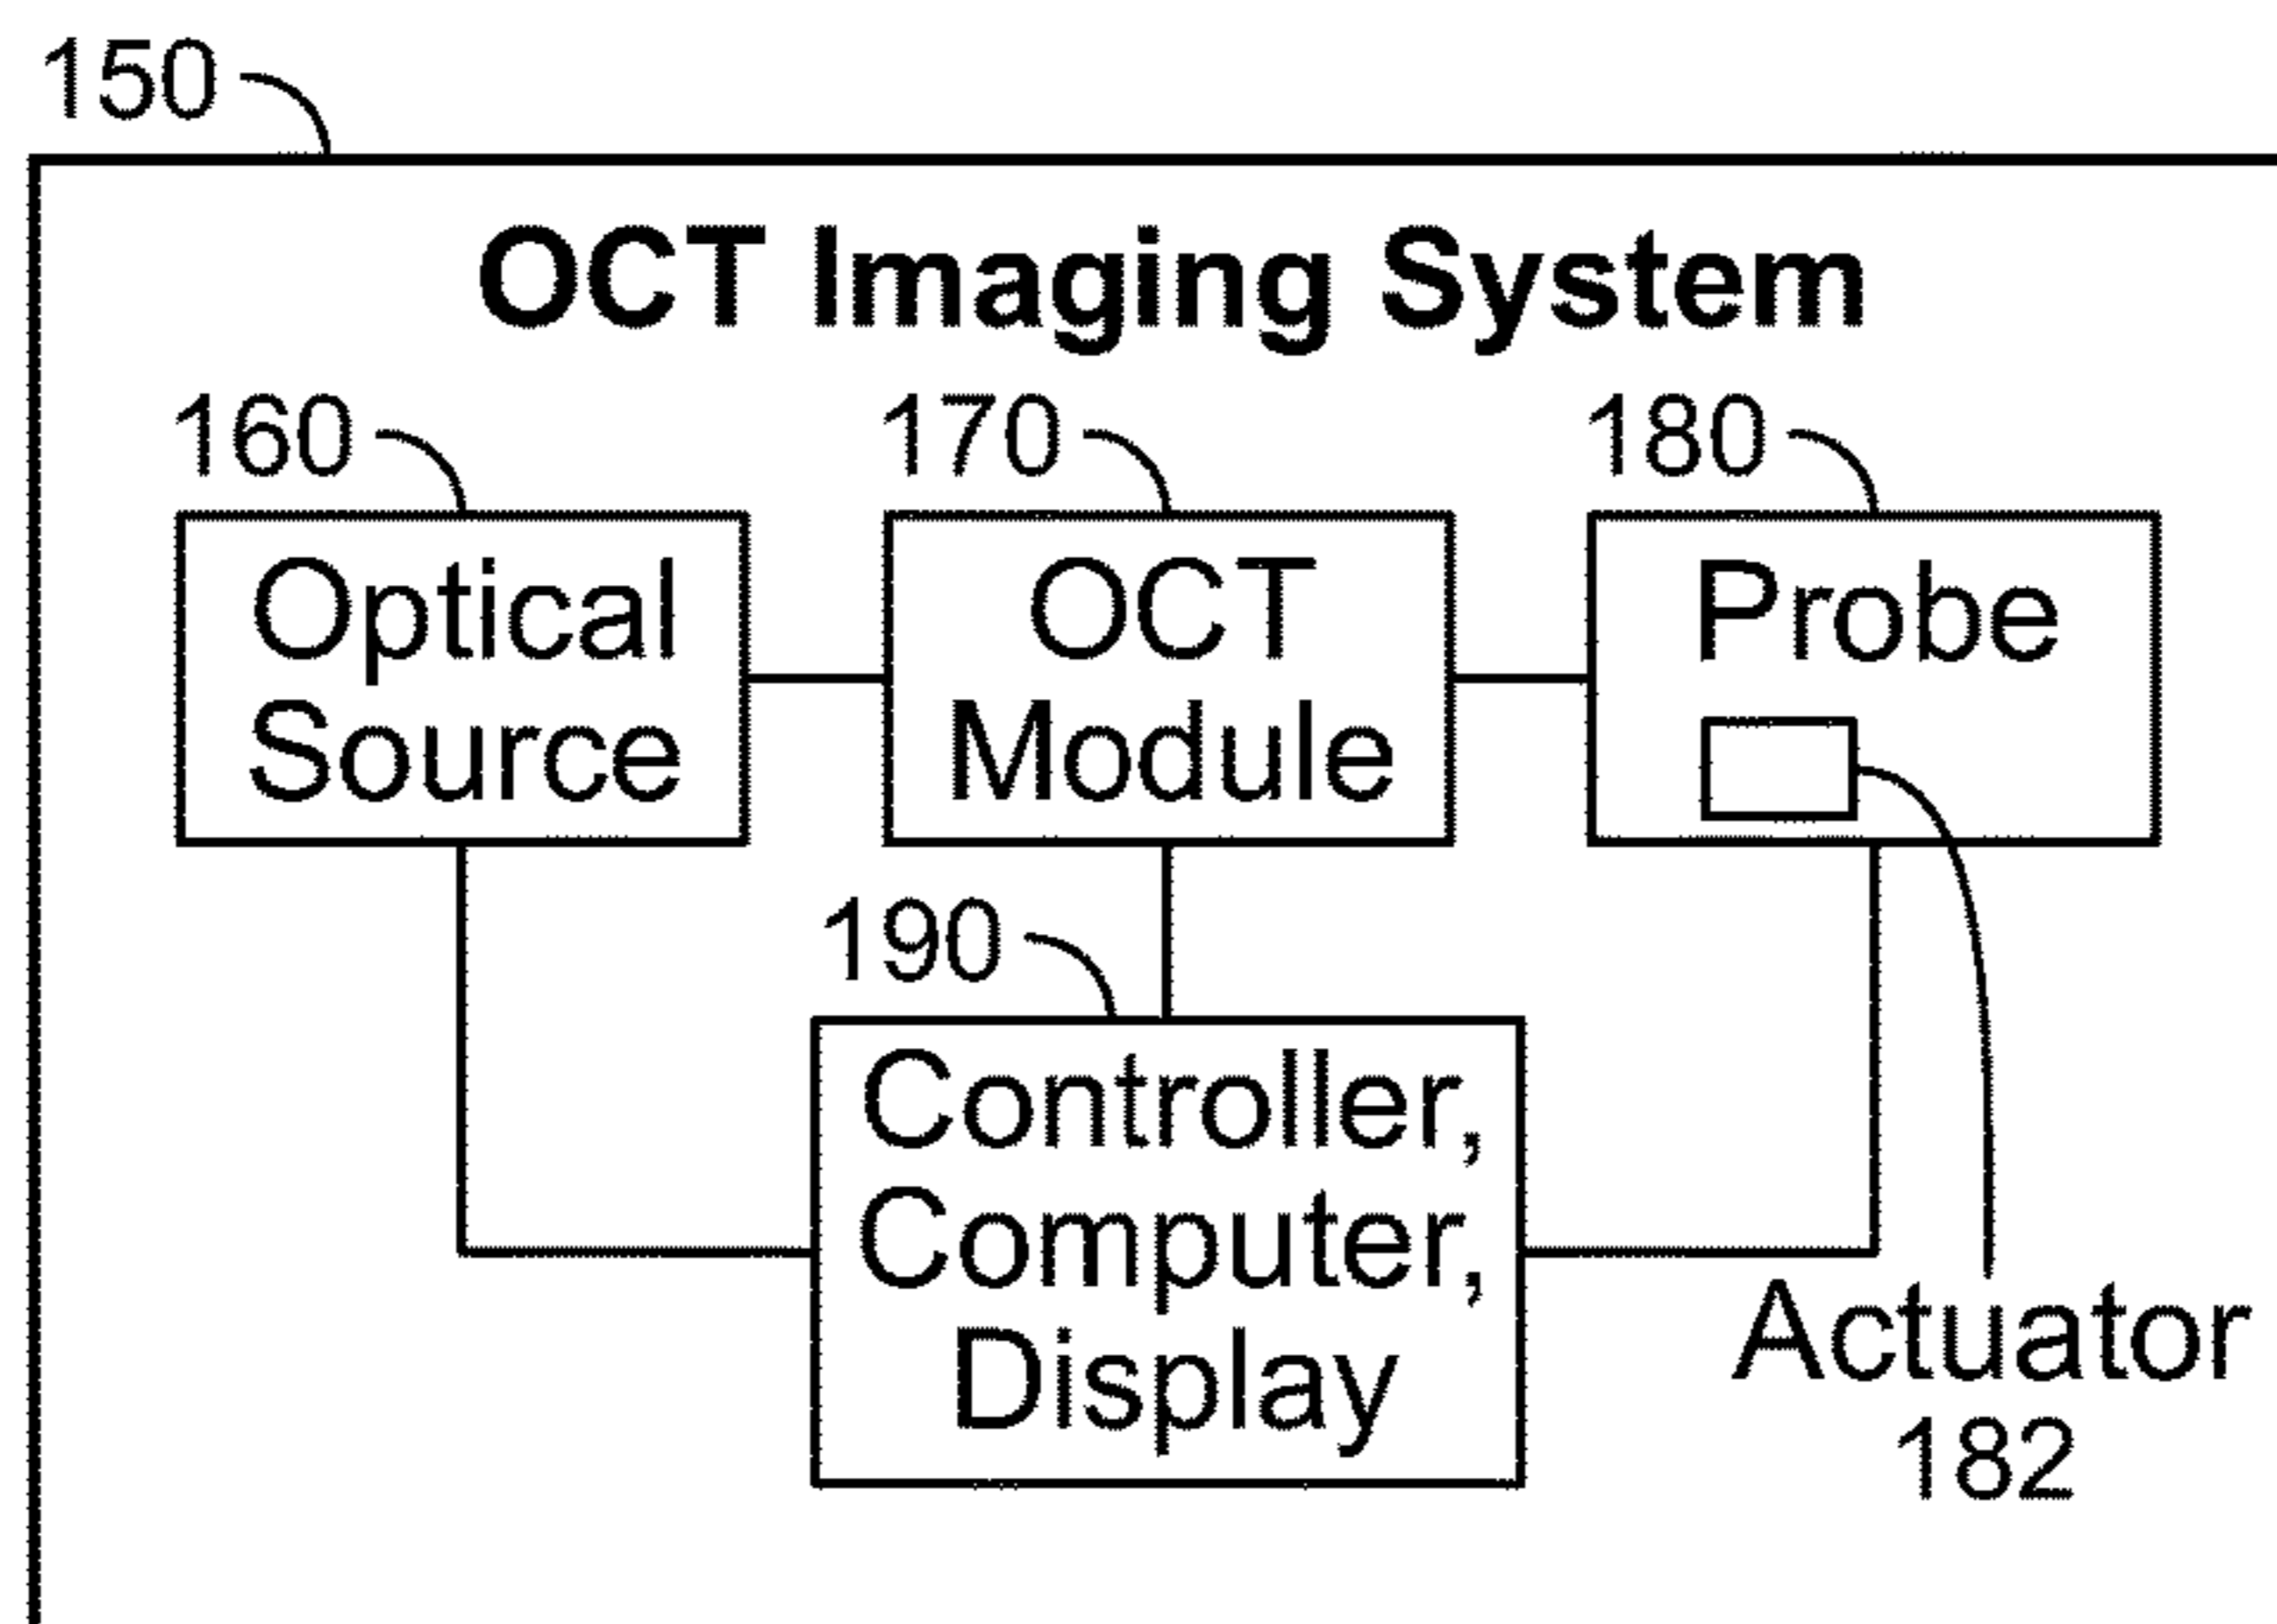 150
OCT Imaging System
160
170
180
Optical
Source
OCT
Module
Probe
190
Controller,
Computer,
Display
Actuator
182